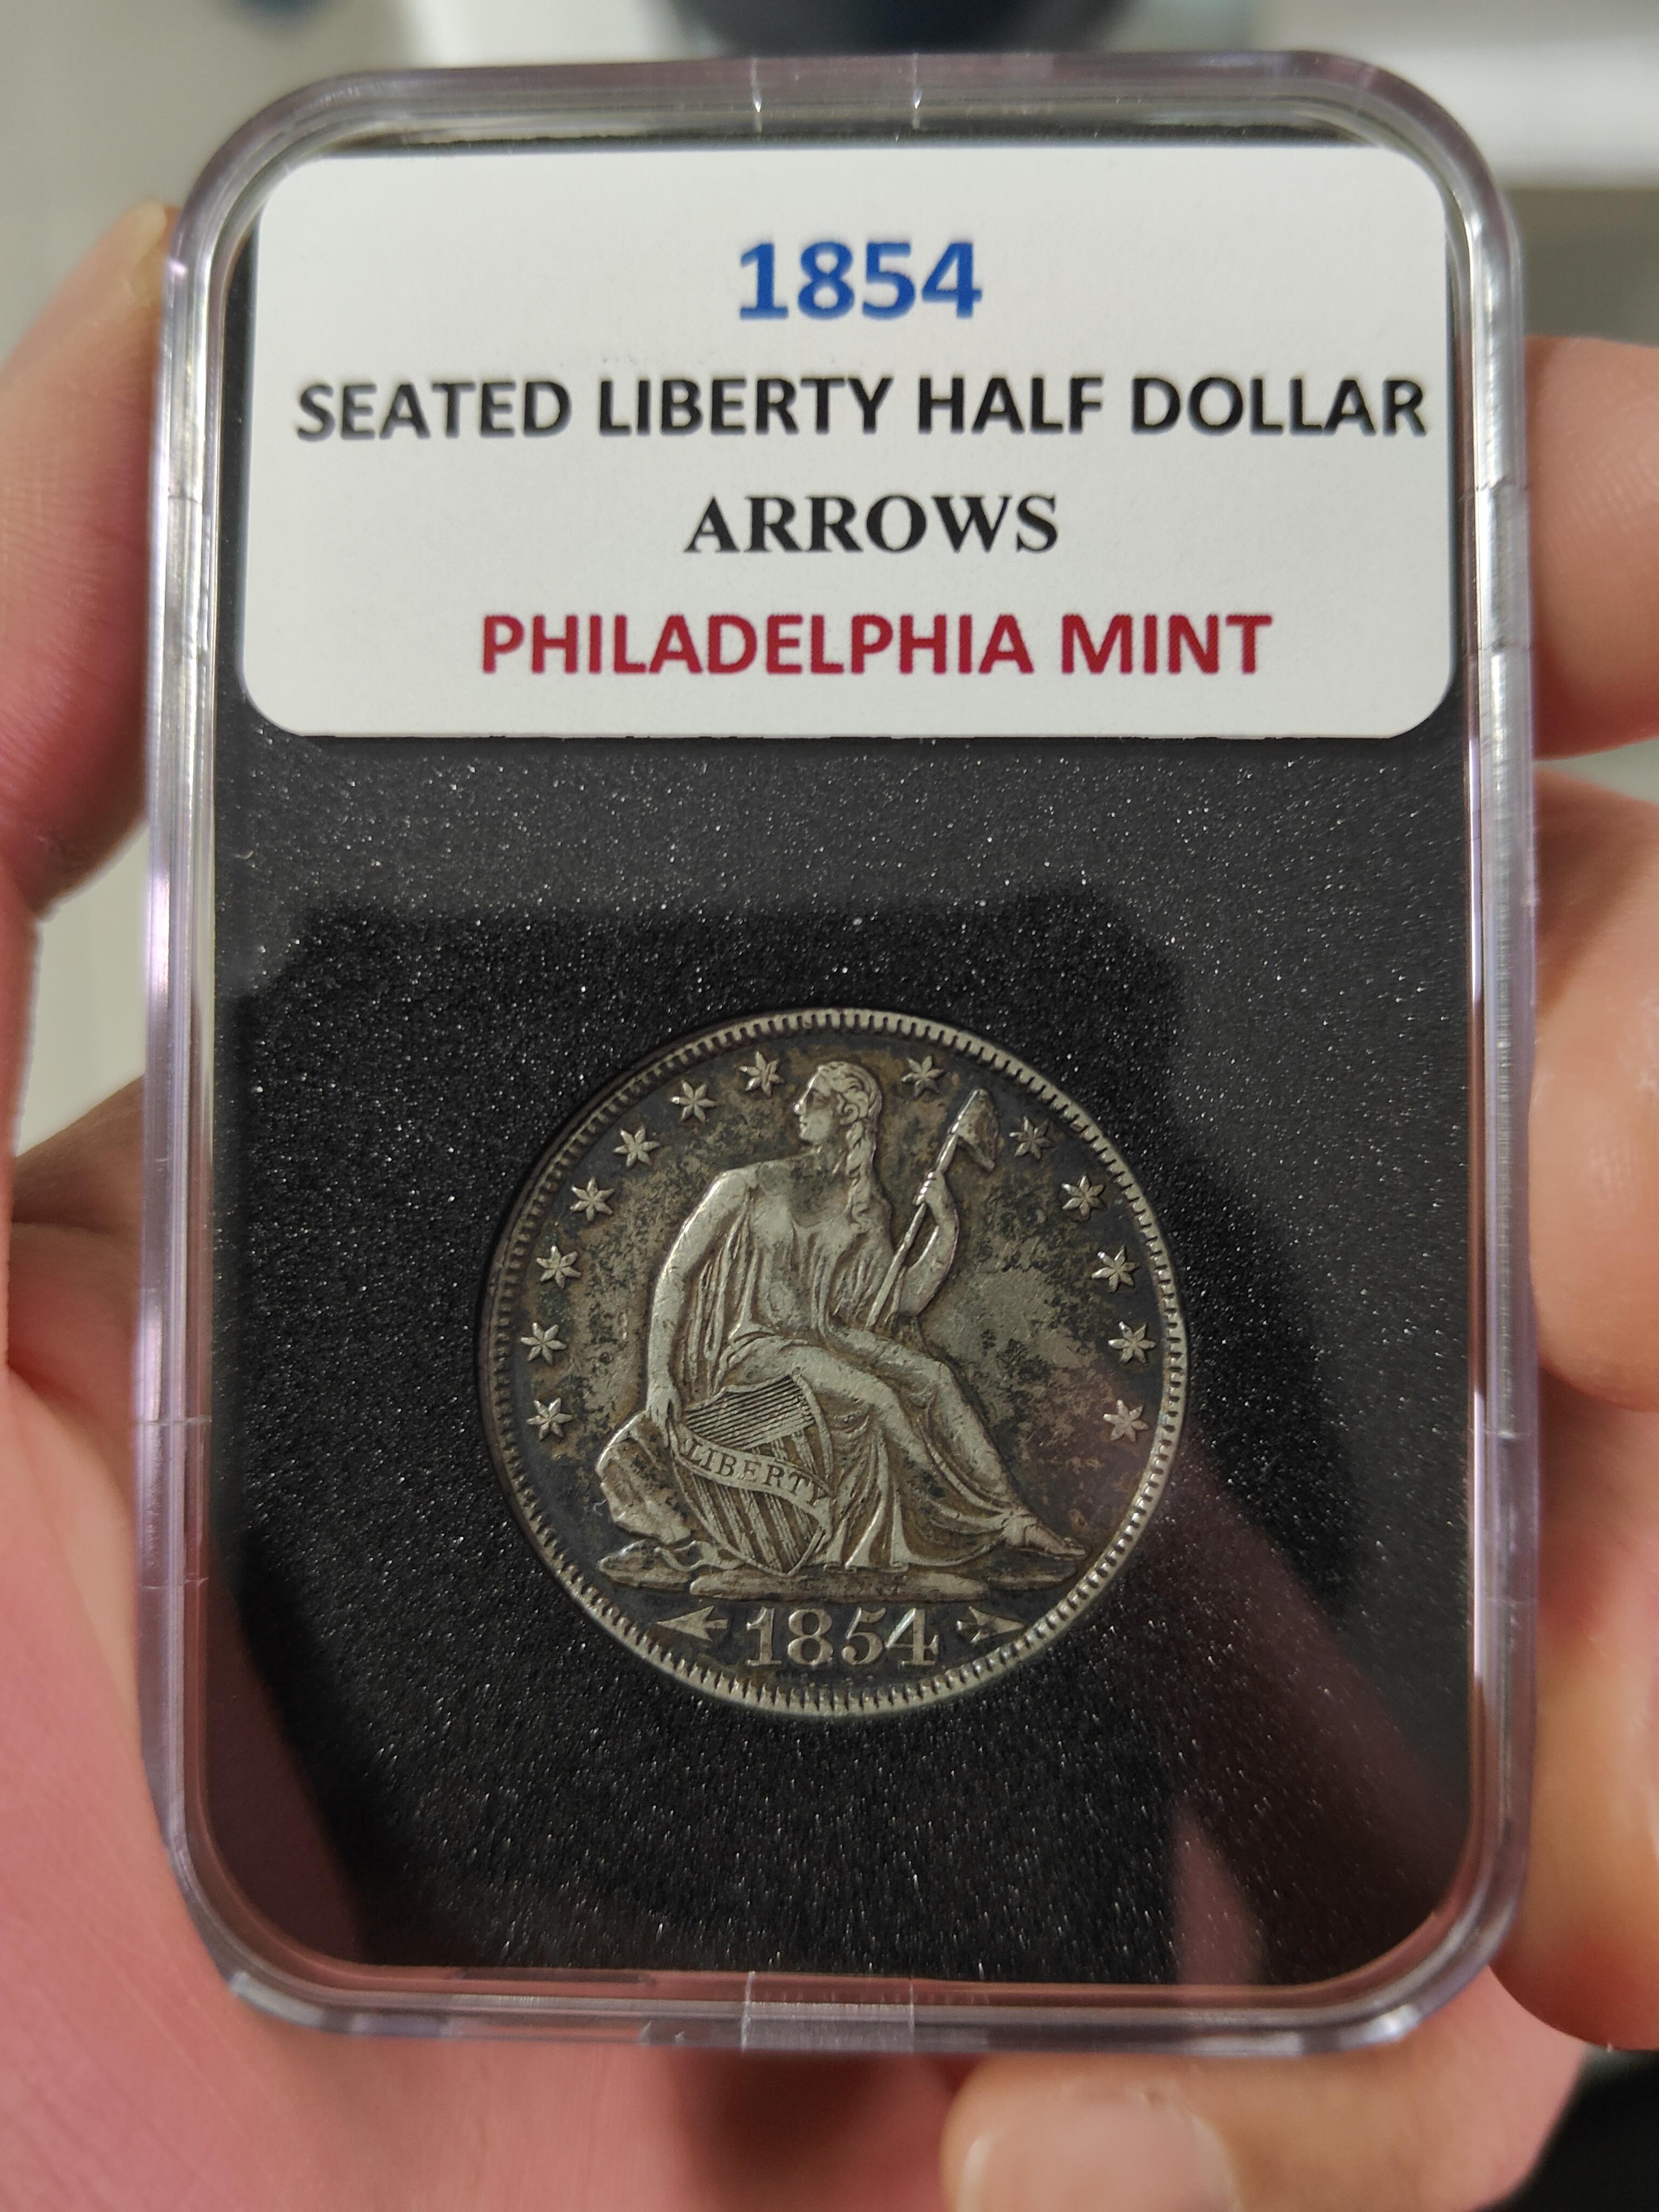 1854
SEATED LIBERTY HALF DOLLAR
ARROWS
PHILADELPHIA MINT
LIBERTY
1854